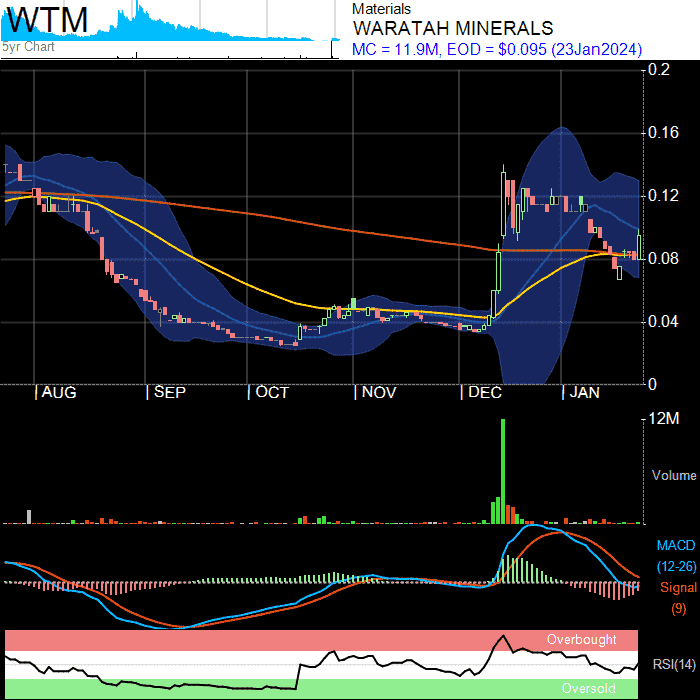 WTM
5yr Chart
Materials
WARATAH MINERALS
MC = 11.9M, EOD = $0.095 (23Jan2024)
0.2
0.16
0.12
0.08
0.04
0
AUG SEP OCT NOV DEC JAN
12M
Volume
MACD
(12-26)
Signal
(9)
Overbought
RSI(14)
Oversold